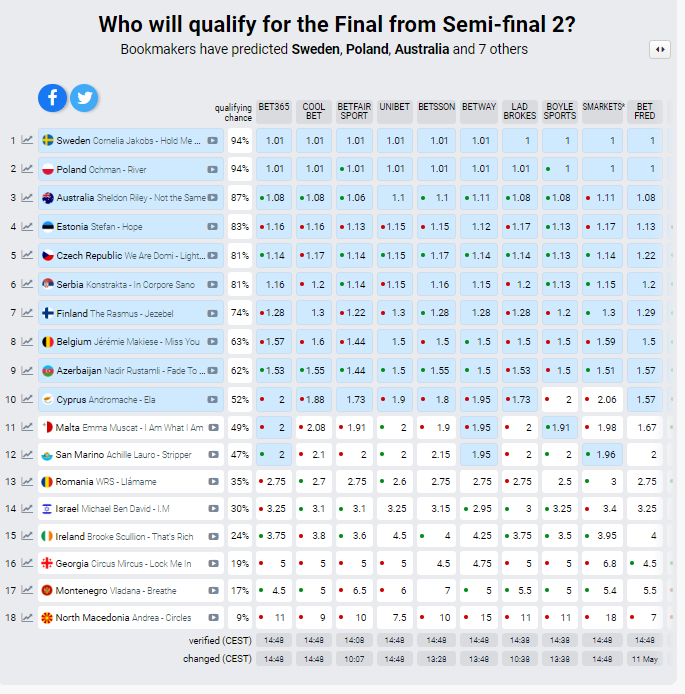 Who will qualify for the Final from Semi-final 2?
Bookmakers have predicted Sweden, Poland, Australia and 7 others
qualifying chance BET365 COOL BET BETFAIR SPORT UNIBET BETSSON BETWAY LAD BROKES BOYLE SPORTS SMARKETS* BET FRED
1 Sweden Cornelia Jakobs - Hold Me ... 94% 1.01 1.01 1.01 1.01 1.01 1.01 1 1 1 1
2 Poland Ochman - River 94% 1.01 1.01 1.01 1.01 1.01 1.01 1.01 1 1 1
3 Australia Sheldon Riley - Not the Same 87% 1.08 1.08 1.06 1.1 1.1 1.11 1.08 1.08 1.11 1.08
4 Estonia Stefan - Hope 83% 1.16 1.16 1.13 1.15 1.15 1.12 1.17 1.13 1.17 1.13
5 Czech Republic We Are Domi - Light... 81% 1.14 1.17 1.14 1.15 1.17 1.14 1.14 1.13 1.14 1.22
6 Serbia Konstrakta - In Corpore Sano 81% 1.16 1.2 1.14 1.15 1.16 1.15 1.2 1.13 1.15 1.2
7 Finland The Rasmus - Jezebel 74% 1.28 1.3 1.22 1.3 1.28 1.28 1.28 1.2 1.3 1.29
8 Belgium Jérémie Makiese - Miss You 63% 1.57 1.6 1.44 1.5 1.5 1.5 1.5 1.5 1.59 1.5
9 Azerbaijan Nadir Rustamli - Fade To ... 62% 1.53 1.55 1.44 1.55 1.55 1.5 1.53 1.5 1.51 1.57
10 Cyprus Andromache - Ela 52% 2 1.88 1.73 1.9 1.8 1.95 1.73 2 2.06 1.57
11 Malta Emma Muscat - I Am What I Am 49% 2 2.08 1.91 2 1.9 1.95 2 1.91 1.98 1.67
12 San Marino Achille Lauro - Stripper 47% 2 2.1 2 2 2.15 1.95 2 2 1.96 2
13 Romania WRS - Llámame 35% 2.75 2.7 2.75 2.6 2.75 2.75 2.75 2.5 3 2.75
14 Israel Michael Ben David - I.M 30% 3.25 3.1 3.1 3.25 3.15 2.95 3 3.25 3.4 3.25
15 Ireland Brooke Scullion - That's Rich 24% 3.75 3.8 3.6 4.5 4 4.25 3.75 3.5 3.95 4
16 Georgia Circus Mircus - Lock Me In 19% 5 5 5 5 4.5 4.75 5 5 6.8 4.5
17 Montenegro Vladana - Breathe 17% 4.5 5 6.5 6 7 5 5.5 5 5.4 5.5
18 North Macedonia Andrea - Circles 9% 11 9 10 7.5 10 15 11 11 18 7
verified (CEST) 14:48 14:48 14:08 14:48 14:48 14:48 14:38 14:38 14:48 14:48
changed (CEST) 14:48 14:48 10:07 14:48 13:28 13:48 10:38 13:38 14:48 11 May